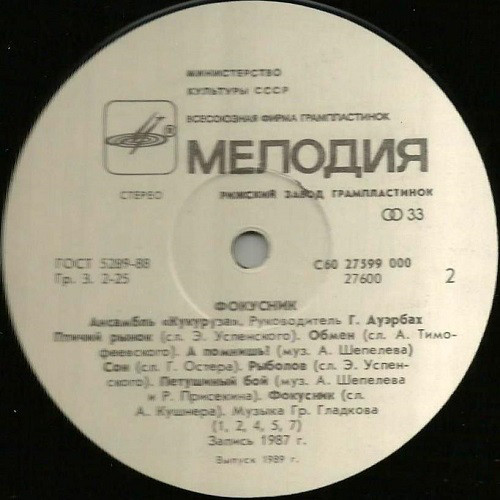 МИНИСТЕРСТВО
КУЛЬТУРЫ СССР
ВСЕСОЮЗНАЯ ФИРМА ГРАМПЛАСТИНОК
®
МЕЛОДИЯ
СТЕРЕО
РИЖСКИЙ ЗАВОД ГРАМПЛАСТИНОК
33
ГОСТ 5289-88
Гр. 3. 2-25
С60 27599 000
27600
2
ФОКУСНИК
Ансамбль «Кукуруза». Руководитель Г. Ауэрбах
Птичий рынок (сл. Э. Успенского). Обмен (сл. А. Тимо-
феевского). А помнишь? (муз. А. Шепелева)
Сон (сл. Г. Остера). Рыболов (сл. Э. Успен-
ского). Петушиный бой (муз. А. Шепелева
и Р. Присекина). Фокусник (сл.
А. Кушнера). Музыка Гр. Гладкова
(1, 2, 4, 5, 7)
Запись 1987 г.
Выпуск 1989 г.